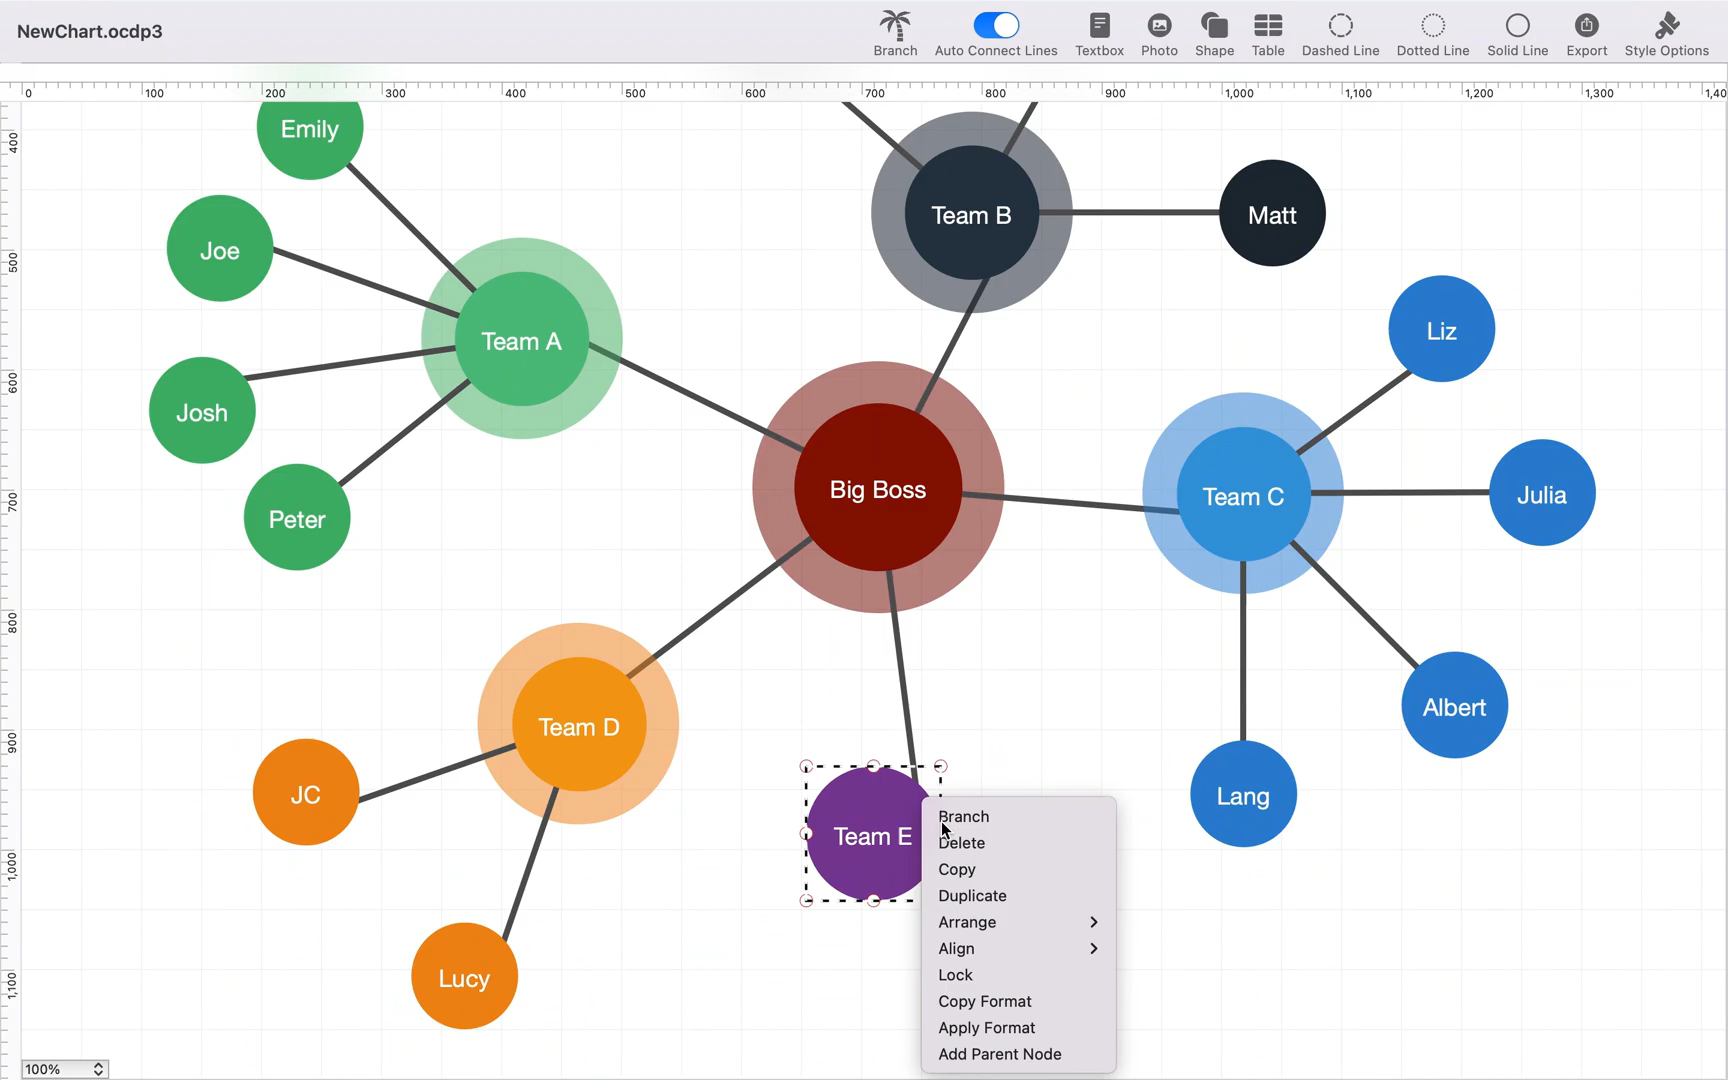 NewChart.ocdp3
Branch
Auto Connect Lines
Textbox
Photo
Shape
Table
Dashed Line
Dotted Line
Solid Line
Export
Style Options
0 100 200 300 400 500 600 700 800 900 1,000 1,100 1,200 1,300 1,40
400
500
600
700
800
900
1,000
1,100
Emily
Joe
Team A
Josh
Peter
Team B
Matt
Liz
Big Boss
Team C
Julia
Albert
Lang
Team D
JC
Lucy
Team E
Branch
Delete
Copy
Duplicate
Arrange
Align
Lock
Copy Format
Apply Format
Add Parent Node
100%